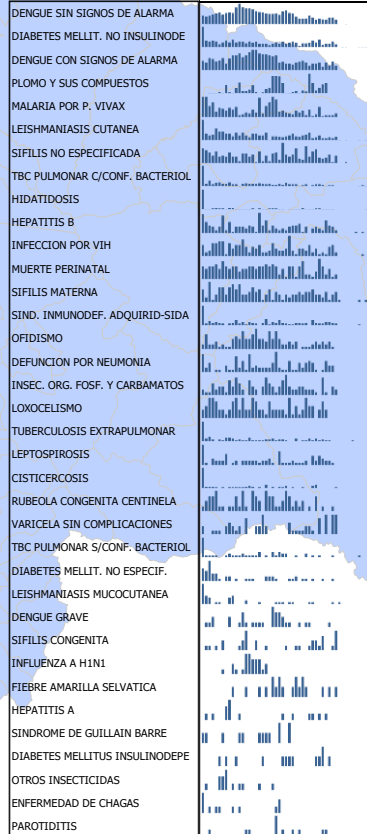 DENGUE SIN SIGNOS DE ALARMA
DIABETES MELLIT. NO INSULINODE
DENGUE CON SIGNOS DE ALARMA
PLOMO Y SUS COMPUESTOS
MALARIA POR P. VIVAX
LEISHMANIASIS CUTANEA
SIFILIS NO ESPECIFICADA
TBC PULMONAR C/CONF. BACTERIOL
HIDATIDOSIS
HEPATITIS B
INFECCION POR VIH
MUERTE PERINATAL
SIFILIS MATERNA
SIND. INMUNODEF. ADQUIRID-SIDA
OFIDISMO
DEFUNCION POR NEUMONIA
INSEC. ORG. FOSF. Y CARBAMATOS
LOXOCELISMO
TUBERCULOSIS EXTRAPULMONAR
LEPTOSPIROSIS
CISTICERCOSIS
RUBEOLA CONGENITA CENTINELA
VARICELA SIN COMPLICACIONES
TBC PULMONAR S/CONF. BACTERIOL
DIABETES MELLIT. NO ESPECIF.
LEISHMANIASIS MUCOCUTANEA
DENGUE GRAVE
SIFILIS CONGENITA
INFLUENZA A H1N1
FIEBRE AMARILLA SELVATICA
HEPATITIS A
SINDROME DE GUILLAIN BARRE
DIABETES MELLITUS INSULINODEPE
OTROS INSECTICIDAS
ENFERMEDAD DE CHAGAS
PAROTIDITIS